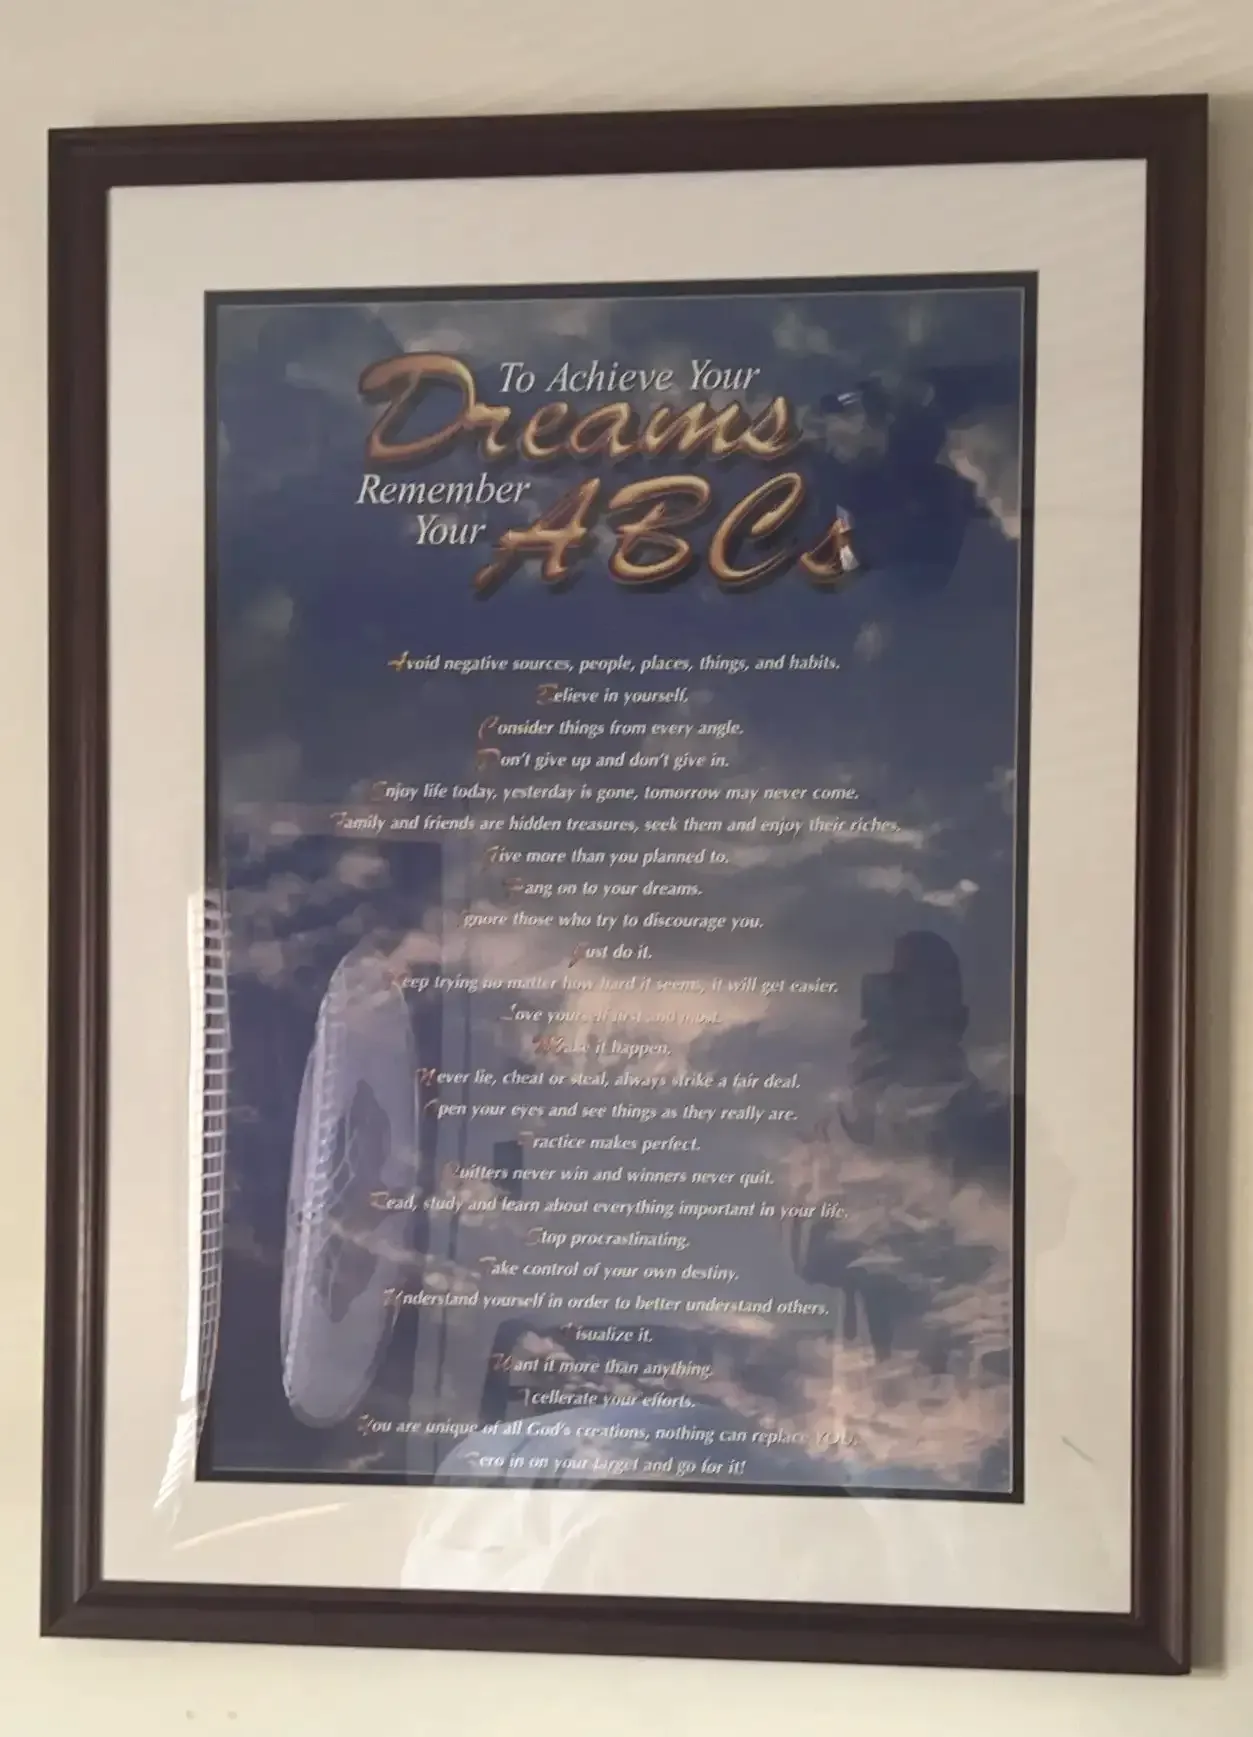 To Achieve Your
Dreams
Remember
Your ABCs
Avoid negative sources, people, places, things, and habits.
Believe in yourself.
Consider things from every angle.
Don't give up and don't give in.
Enjoy life today, yesterday is gone, tomorrow may never come.
Family and friends are hidden treasures, seek them and enjoy their riches.
Give more than you planned to.
Hang on to your dreams.
Ignore those who try to discourage you.
Just do it.
Keep trying no matter how hard it seems, it will get easier.
Love yourself first and most.
Make it happen.
Never lie, cheat or steal, always strike a fair deal.
Open your eyes and see things as they really are.
Practice makes perfect.
Quitters never win and winners never quit.
Read, study and learn about everything important in your life.
Stop procrastinating.
Take control of your own destiny.
Understand yourself in order to better understand others.
Visualize it.
Want it more than anything.
Xcellerate your efforts.
You are unique of all God's creations, nothing can replace YOU.
Zero in on your target and go for it!